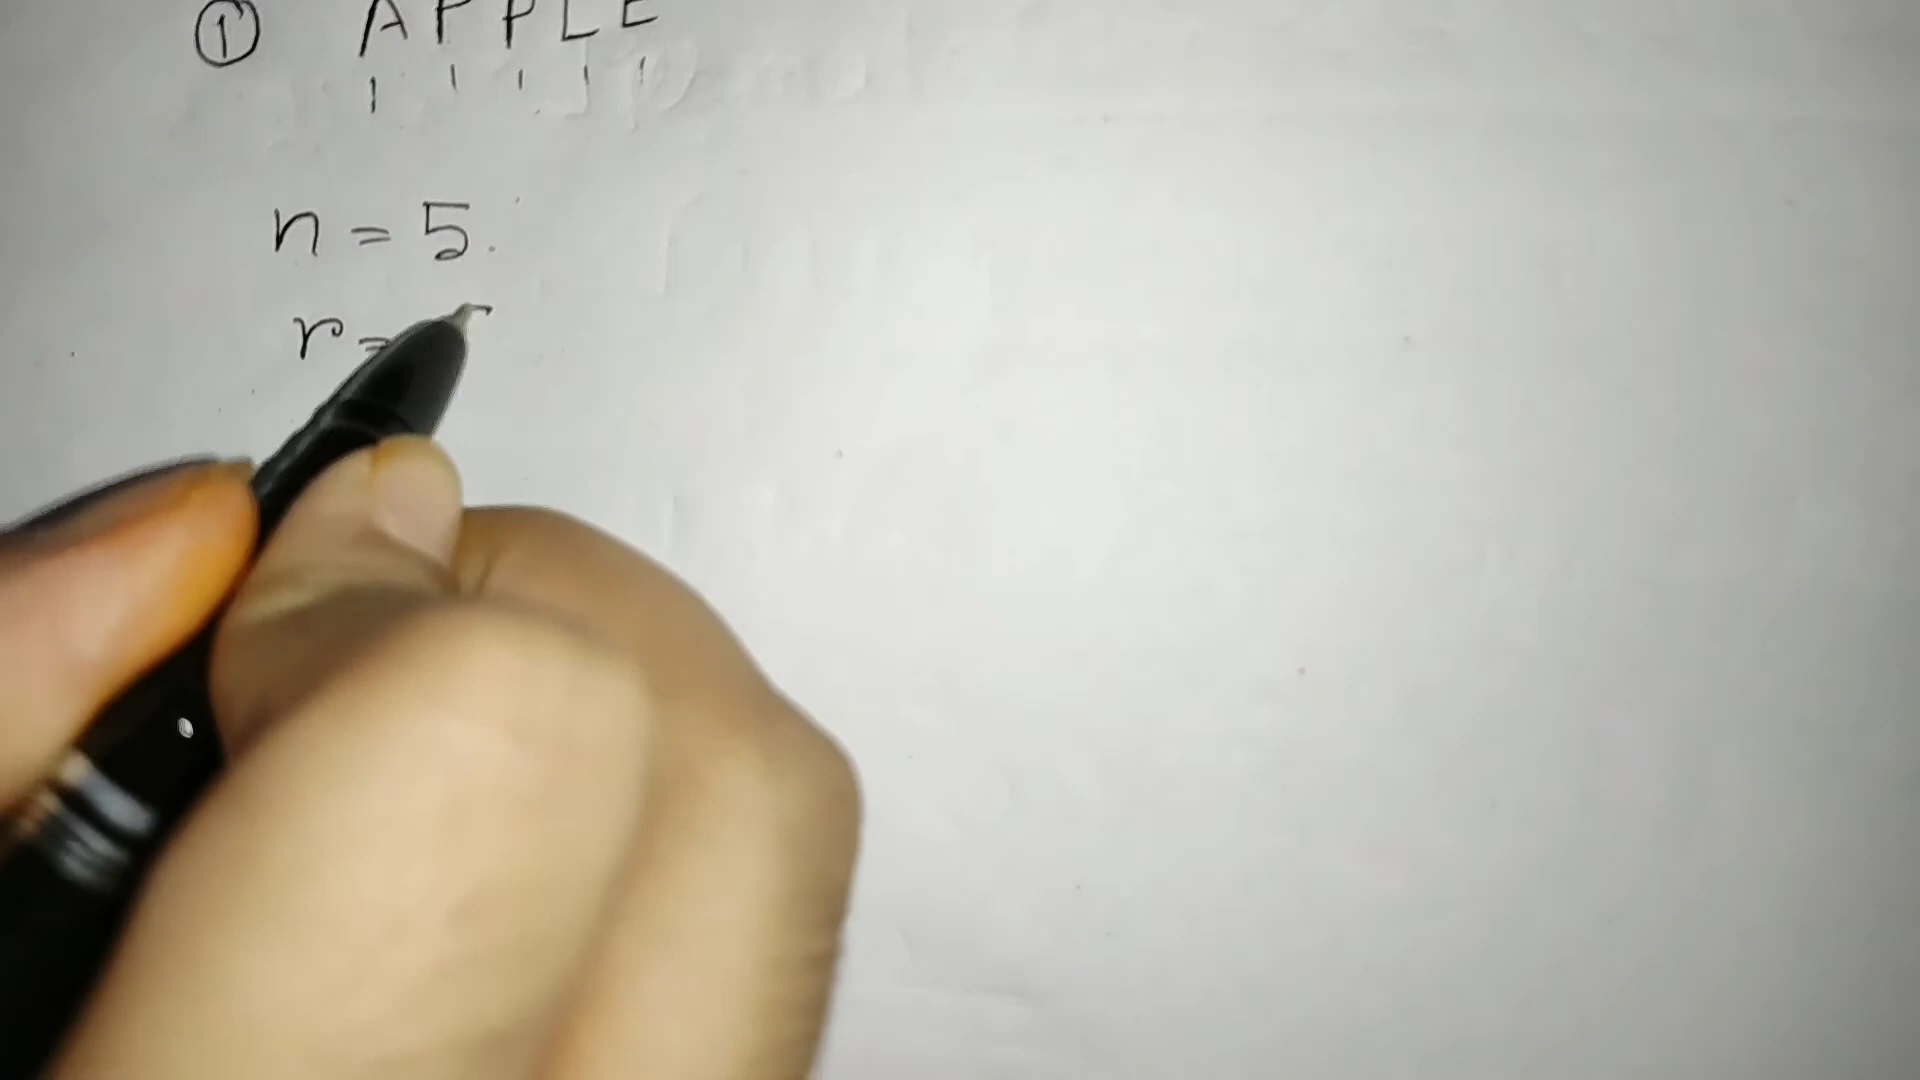 ① APPLE
n = 5
r =